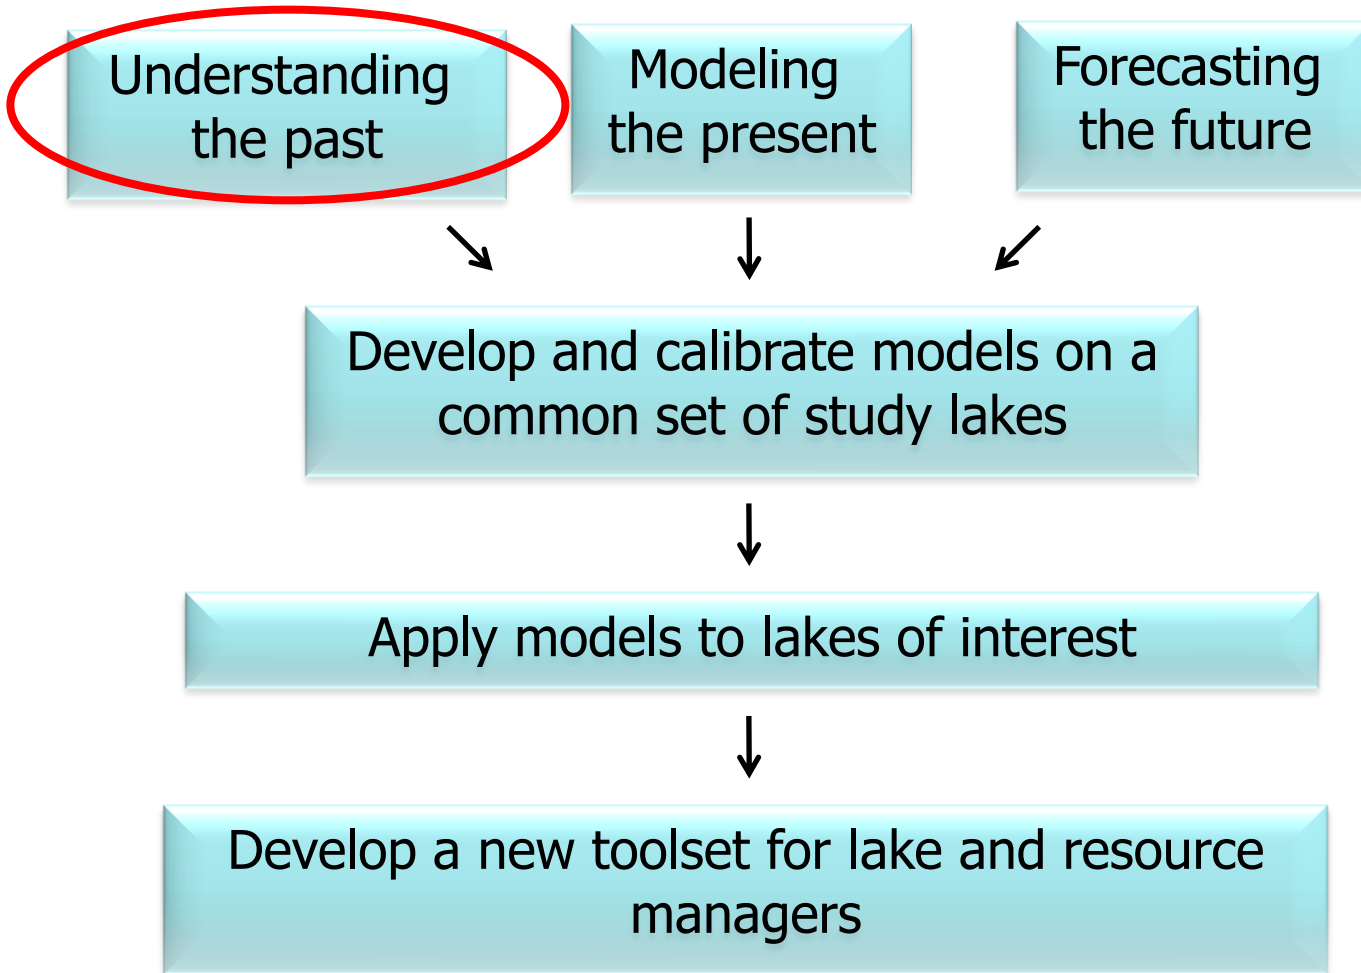 Understanding
the past
Modeling
the present
Forecasting
the future
Develop and calibrate models on a
common set of study lakes
Apply models to lakes of interest
Develop a new toolset for lake and resource
managers